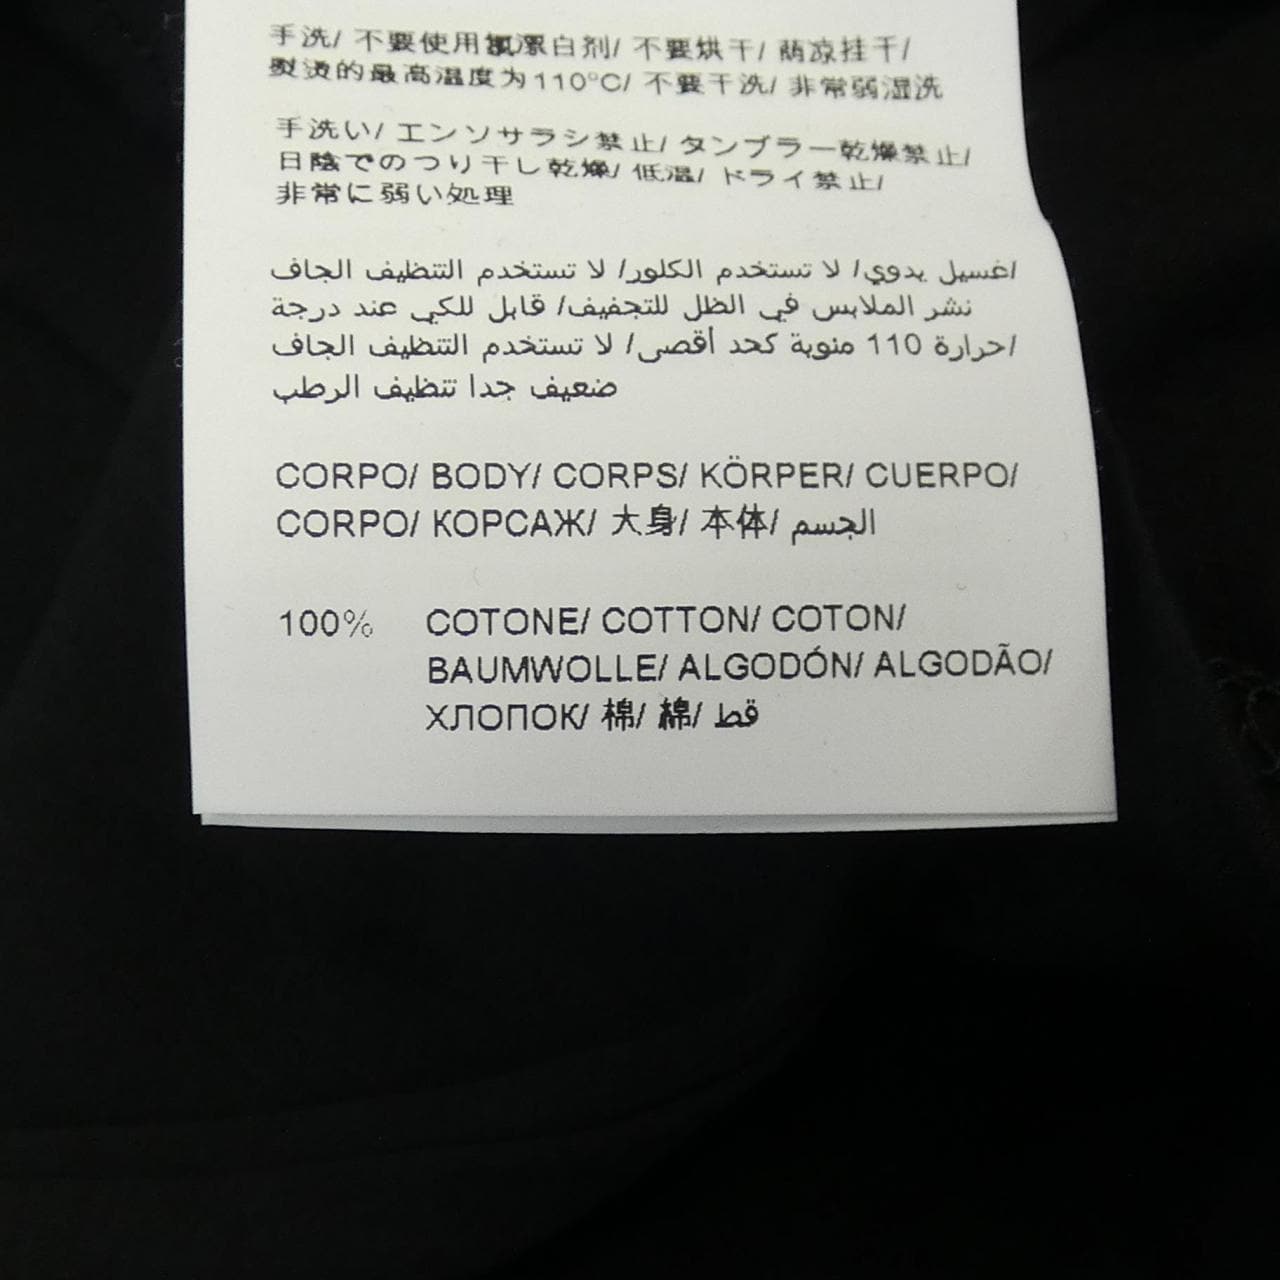 手洗/ 不要使用氯漂白剂/ 不要烘干/ 荫凉挂干/
熨烫的最高温度为110°C/ 不要干洗/ 非常弱湿洗
手洗い/ エンソサラシ禁止/ タンブラー乾燥禁止/
日陰でのつり干し乾燥/ 低温/ ドライ禁止/
非常に弱い処理
اغسيل يدوي/ لا تستخدم الكلور/ لا تستخدم التنظيف الجاف
نشر الملابس في الظل للتجفيف/ قابل للكي عند درجة
/حرارة 110 منوية كحد أقصى/ لا تستخدم التنظيف الجاف
ضعيف جدا تنظيف الرطب
CORPO/ BODY/ CORPS/ KÖRPER/ CUERPO/
CORPO/ КОРСАЖ/ 大身/ 本体/ الجسم
100% COTONE/ COTTON/ COTON/
BAUMWOLLE/ ALGODÓN/ ALGODÃO/
ХЛОПОК/ 棉/ 綿/ قط